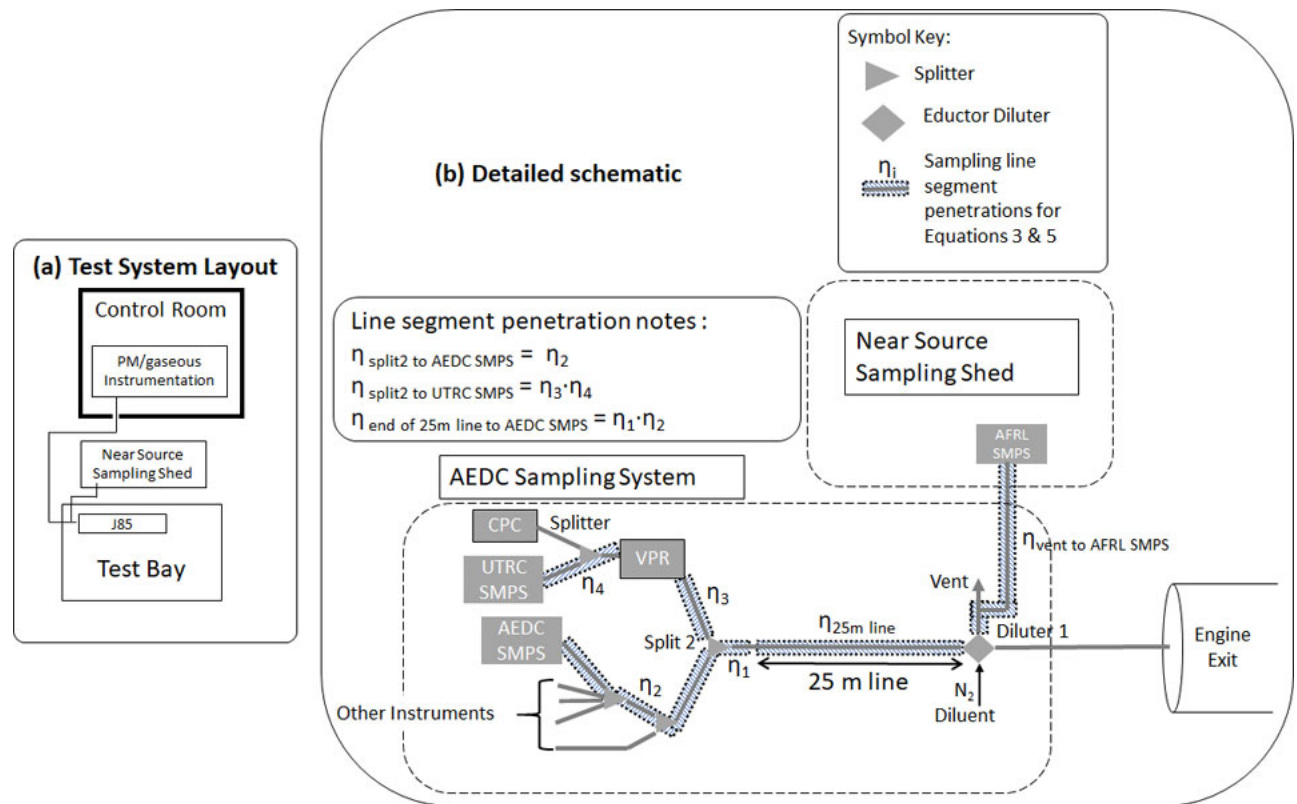 (a) Test System Layout
Control Room
PM/gaseous
Instrumentation
Near Source
Sampling Shed
J85
Test Bay
(b) Detailed schematic
Symbol Key:
Splitter
Eductor Diluter
ηi
Sampling line
segment
penetrations for
Equations 3 & 5
Line segment penetration notes :
η split2 to AEDC SMPS = η2
η split2 to UTRC SMPS = η3·η4
η end of 25m line to AEDC SMPS = η1·η2
Near Source
Sampling Shed
AFRL
SMPS
ηvent to AFRL SMPS
AEDC Sampling System
CPC
Splitter
VPR
UTRC
SMPS
η4
η3
AEDC
SMPS
Split 2
η1
η2
Other Instruments
η25m line
25 m line
Vent
Diluter 1
N2
Diluent
Engine
Exit